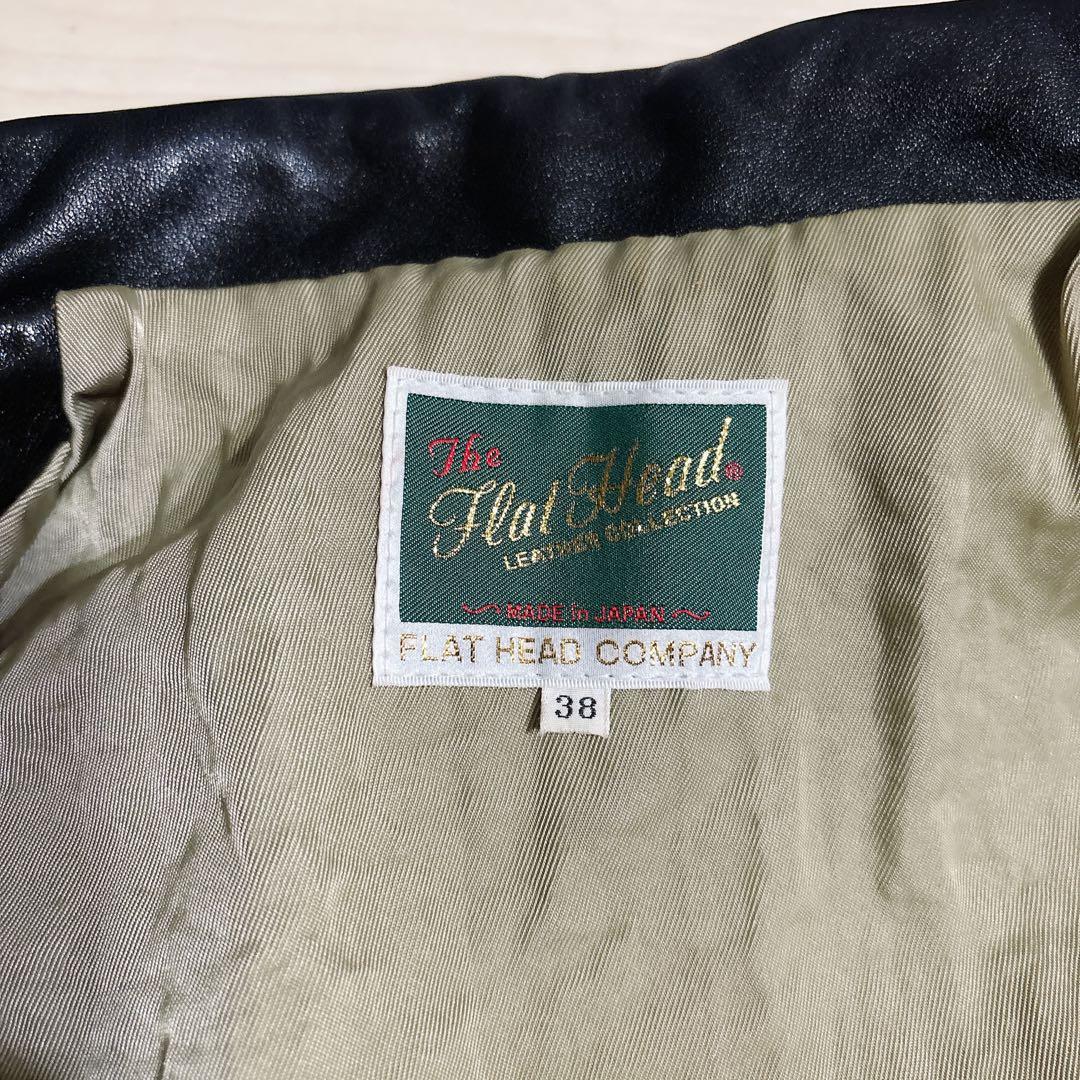 The
Flat Head®
LEATHER COLLECTION
~ MADE in JAPAN ~
FLAT HEAD COMPANY
38